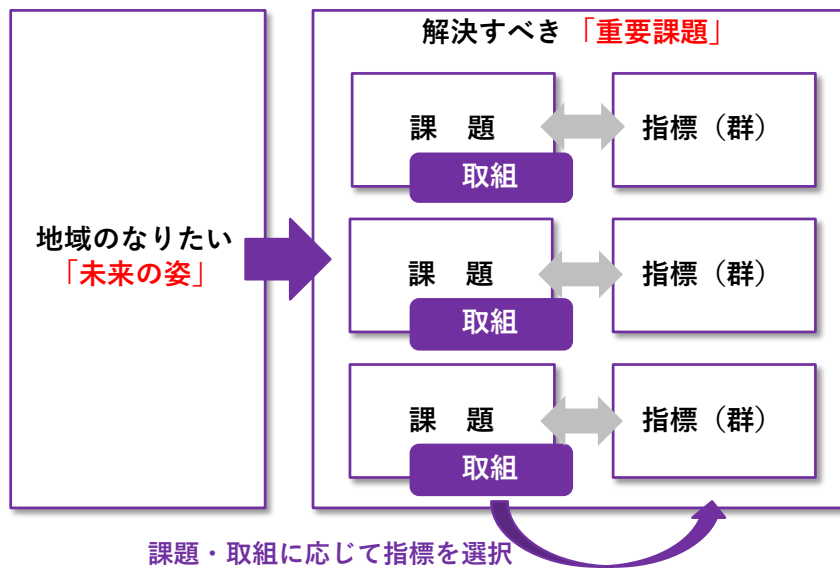 地域のなりたい
「未来の姿」
解決すべき「重要課題」
課　題
取組
指標（群）
課　題
取組
指標（群）
課　題
取組
指標（群）
課題・取組に応じて指標を選択